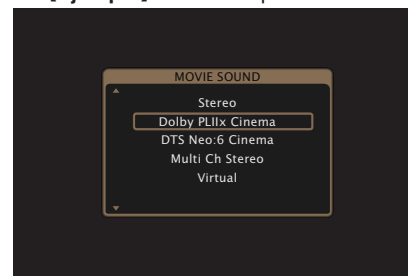 MOVIE SOUND
Stereo
Dolby PLIIx Cinema
DTS Neo:6 Cinema
Multi Ch Stereo
Virtual